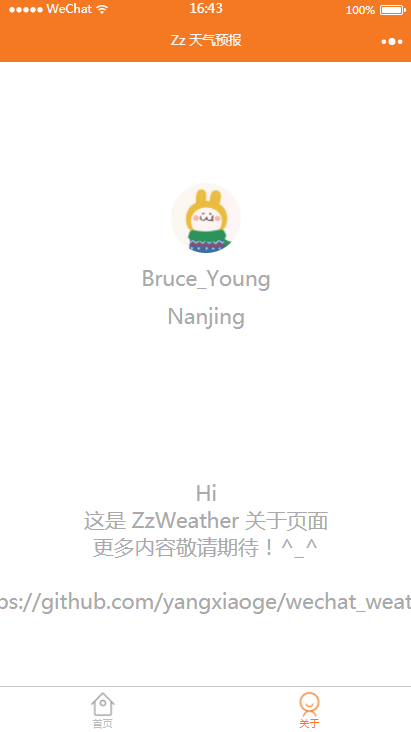 WeChat 16:43 100%
Zz 天气预报
Bruce_Young
Nanjing
Hi
这是 ZzWeather 关于页面
更多内容敬请期待！^_^
ps://github.com/yangxiaoge/wechat_weat
首页 关于